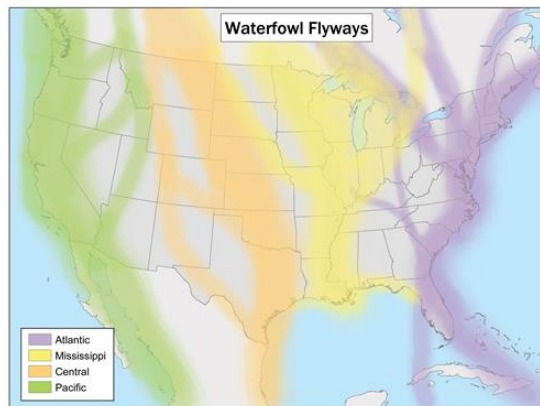 Waterfowl Flyways
Atlantic
Mississippi
Central
Pacific